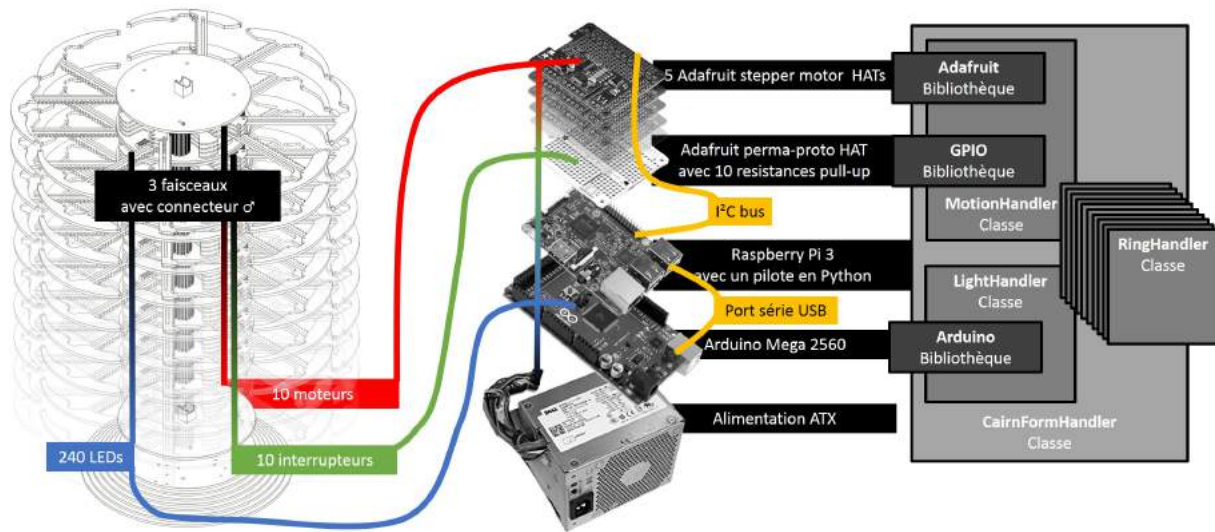 3 faisceaux
avec connecteur ♂
10 moteurs
240 LEDs
10 interrupteurs
5 Adafruit stepper motor HATs
Adafruit perma-proto HAT
avec 10 resistances pull-up
I²C bus
Raspberry Pi 3
avec un pilote en Python
Port série USB
Arduino Mega 2560
Alimentation ATX
Adafruit
Bibliothèque
GPIO
Bibliothèque
MotionHandler
Classe
RingHandler
Classe
LightHandler
Classe
Arduino
Bibliothèque
CairnFormHandler
Classe